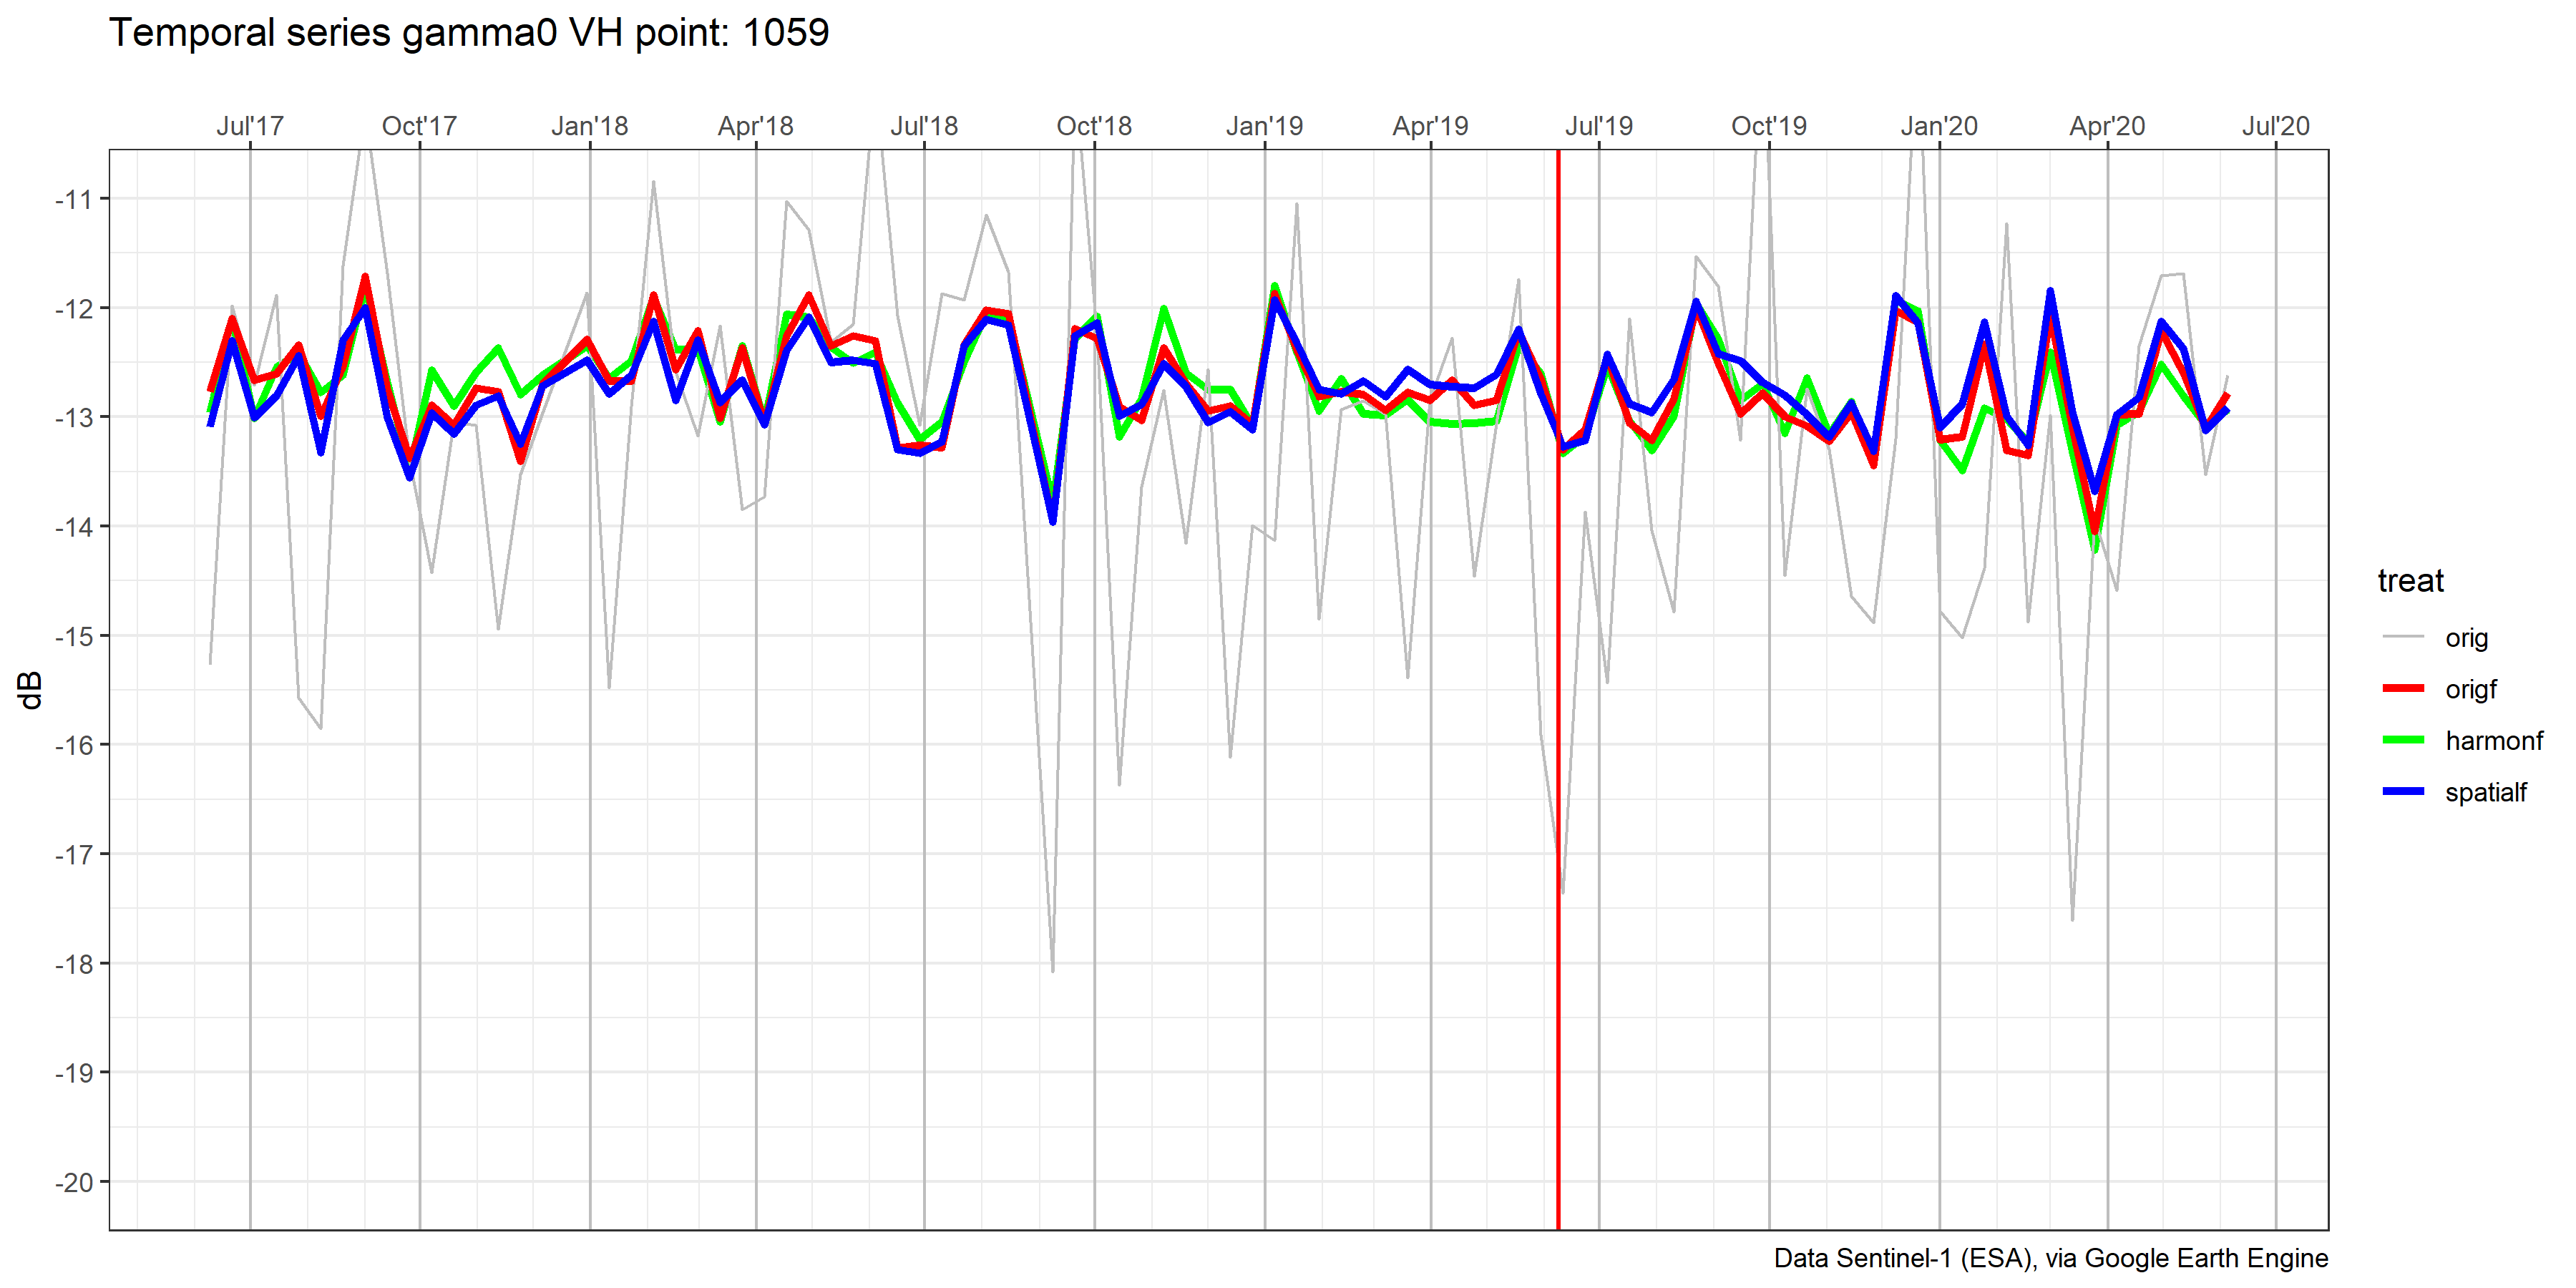 Temporal series gamma0 VH point: 1059
Jul'17 Oct'17 Jan'18 Apr'18 Jul'18 Oct'18 Jan'19 Apr'19 Jul'19 Oct'19 Jan'20 Apr'20 Jul'20
-11
-12
-13
-14
-15
-16
-17
-18
-19
-20
dB
treat
orig
origf
harmonf
spatialf
Data Sentinel-1 (ESA), via Google Earth Engine